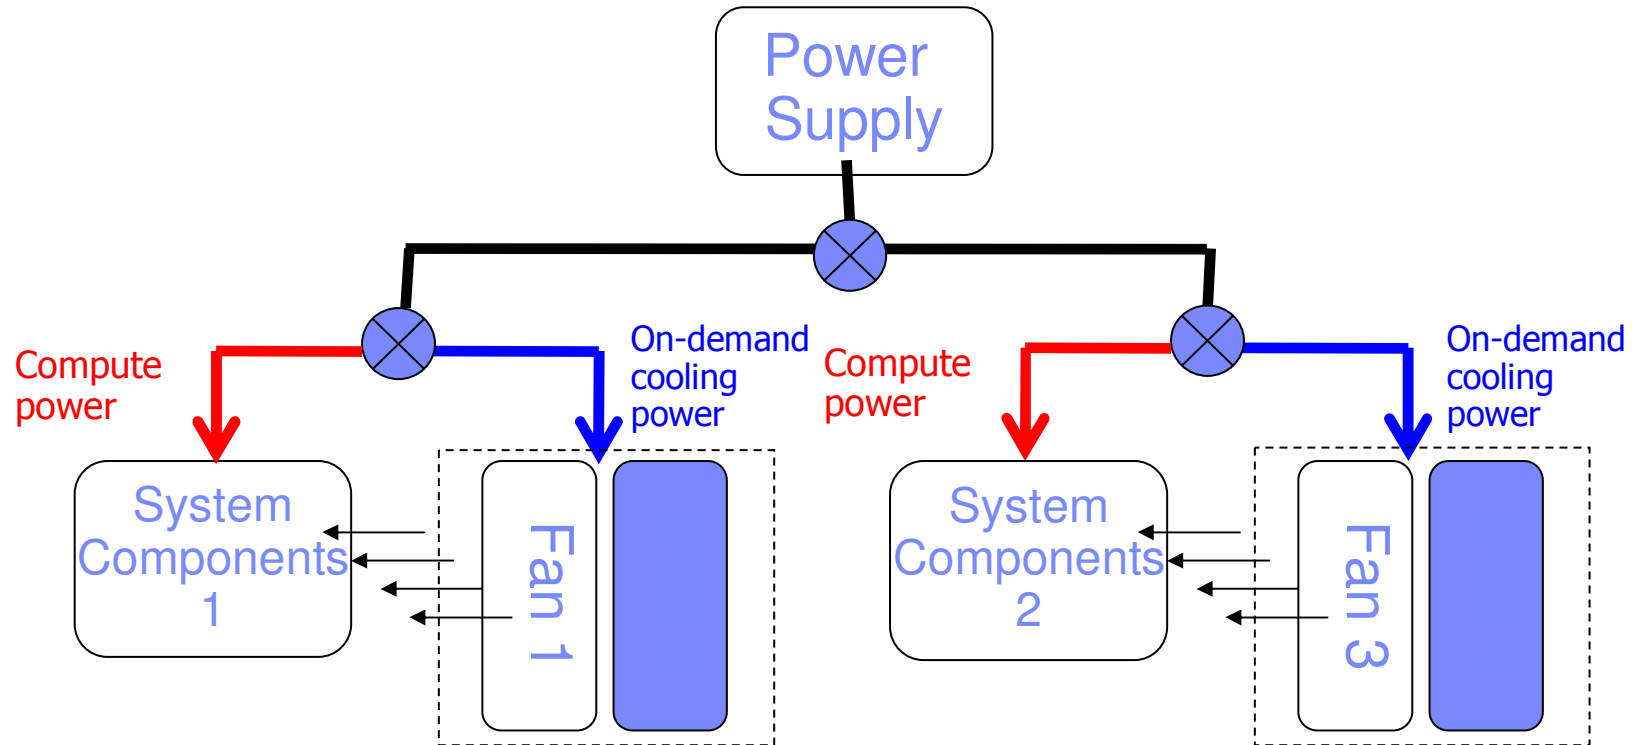 Power
Supply
Compute
power
On-demand
cooling
power
Compute
power
On-demand
cooling
power
System
Components
1
Fan 1
System
Components
2
Fan 3